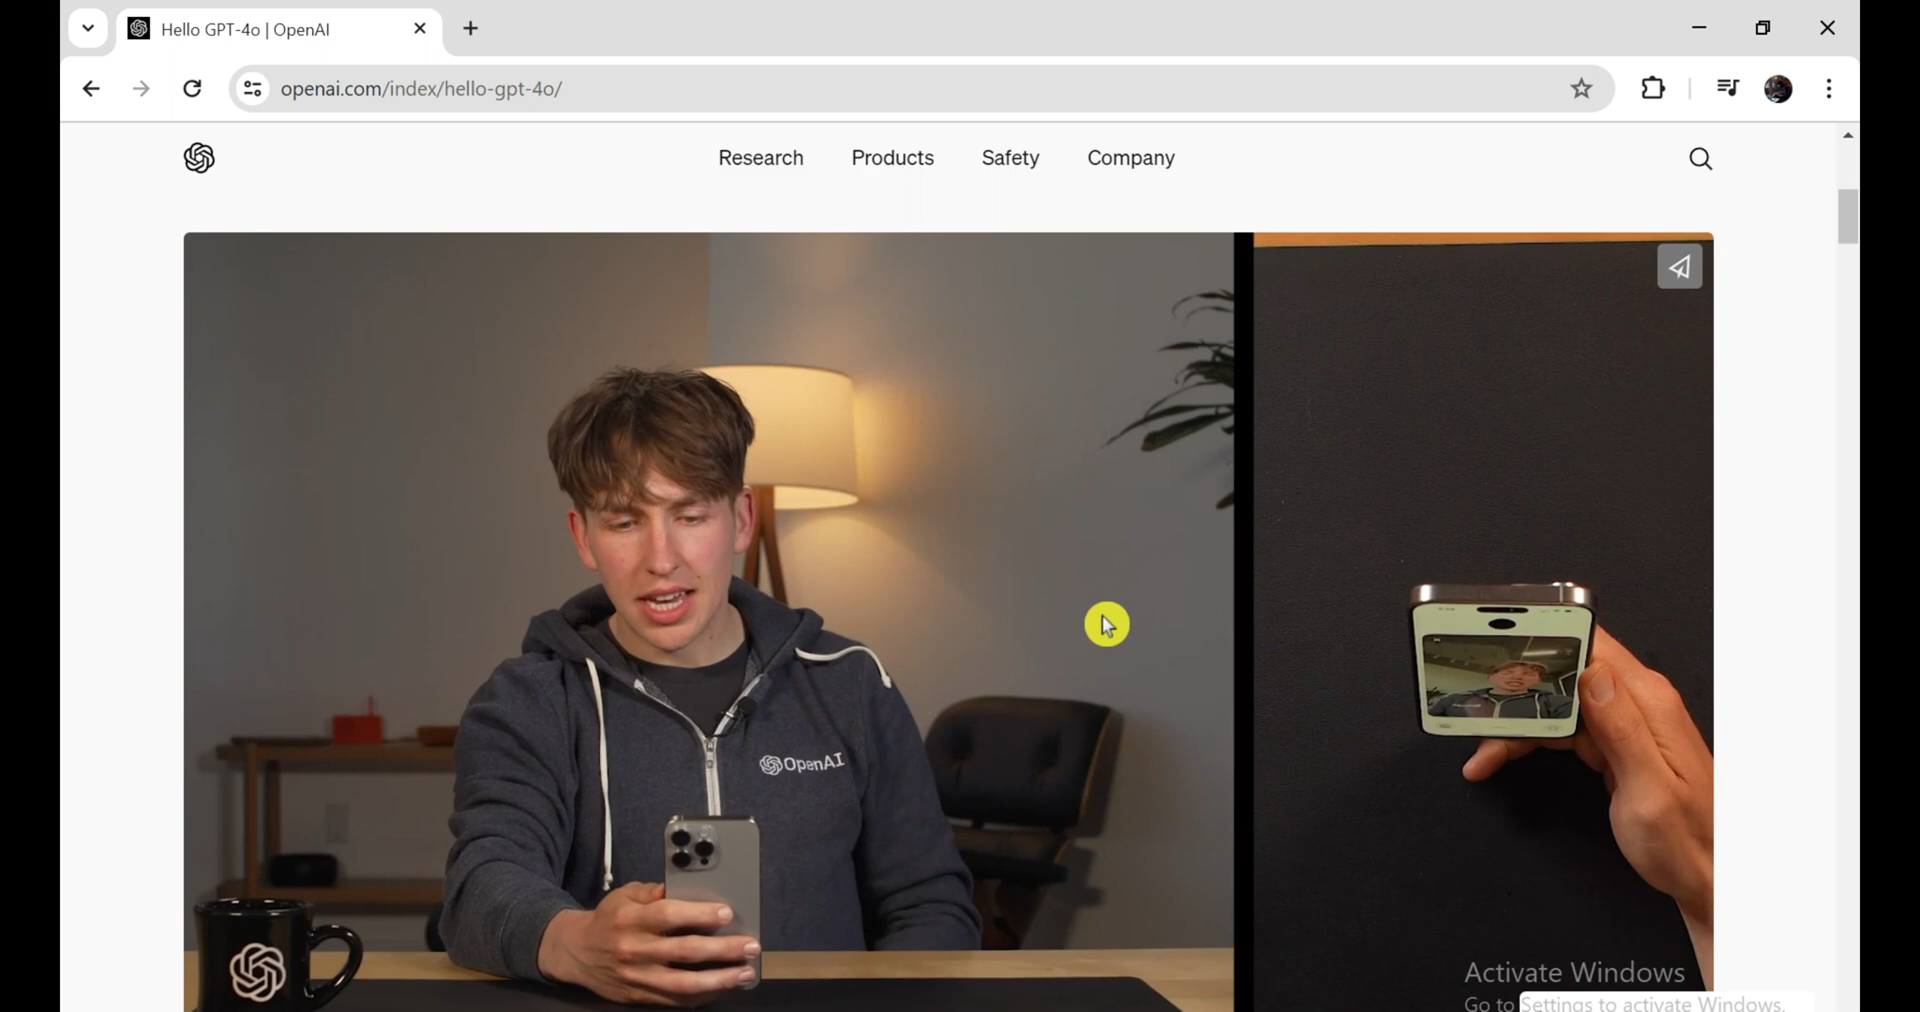 Hello GPT-4o | OpenAI
openai.com/index/hello-gpt-4o/
Research Products Safety Company
OpenAI
Activate Windows
Go to Settings to activate Windows.